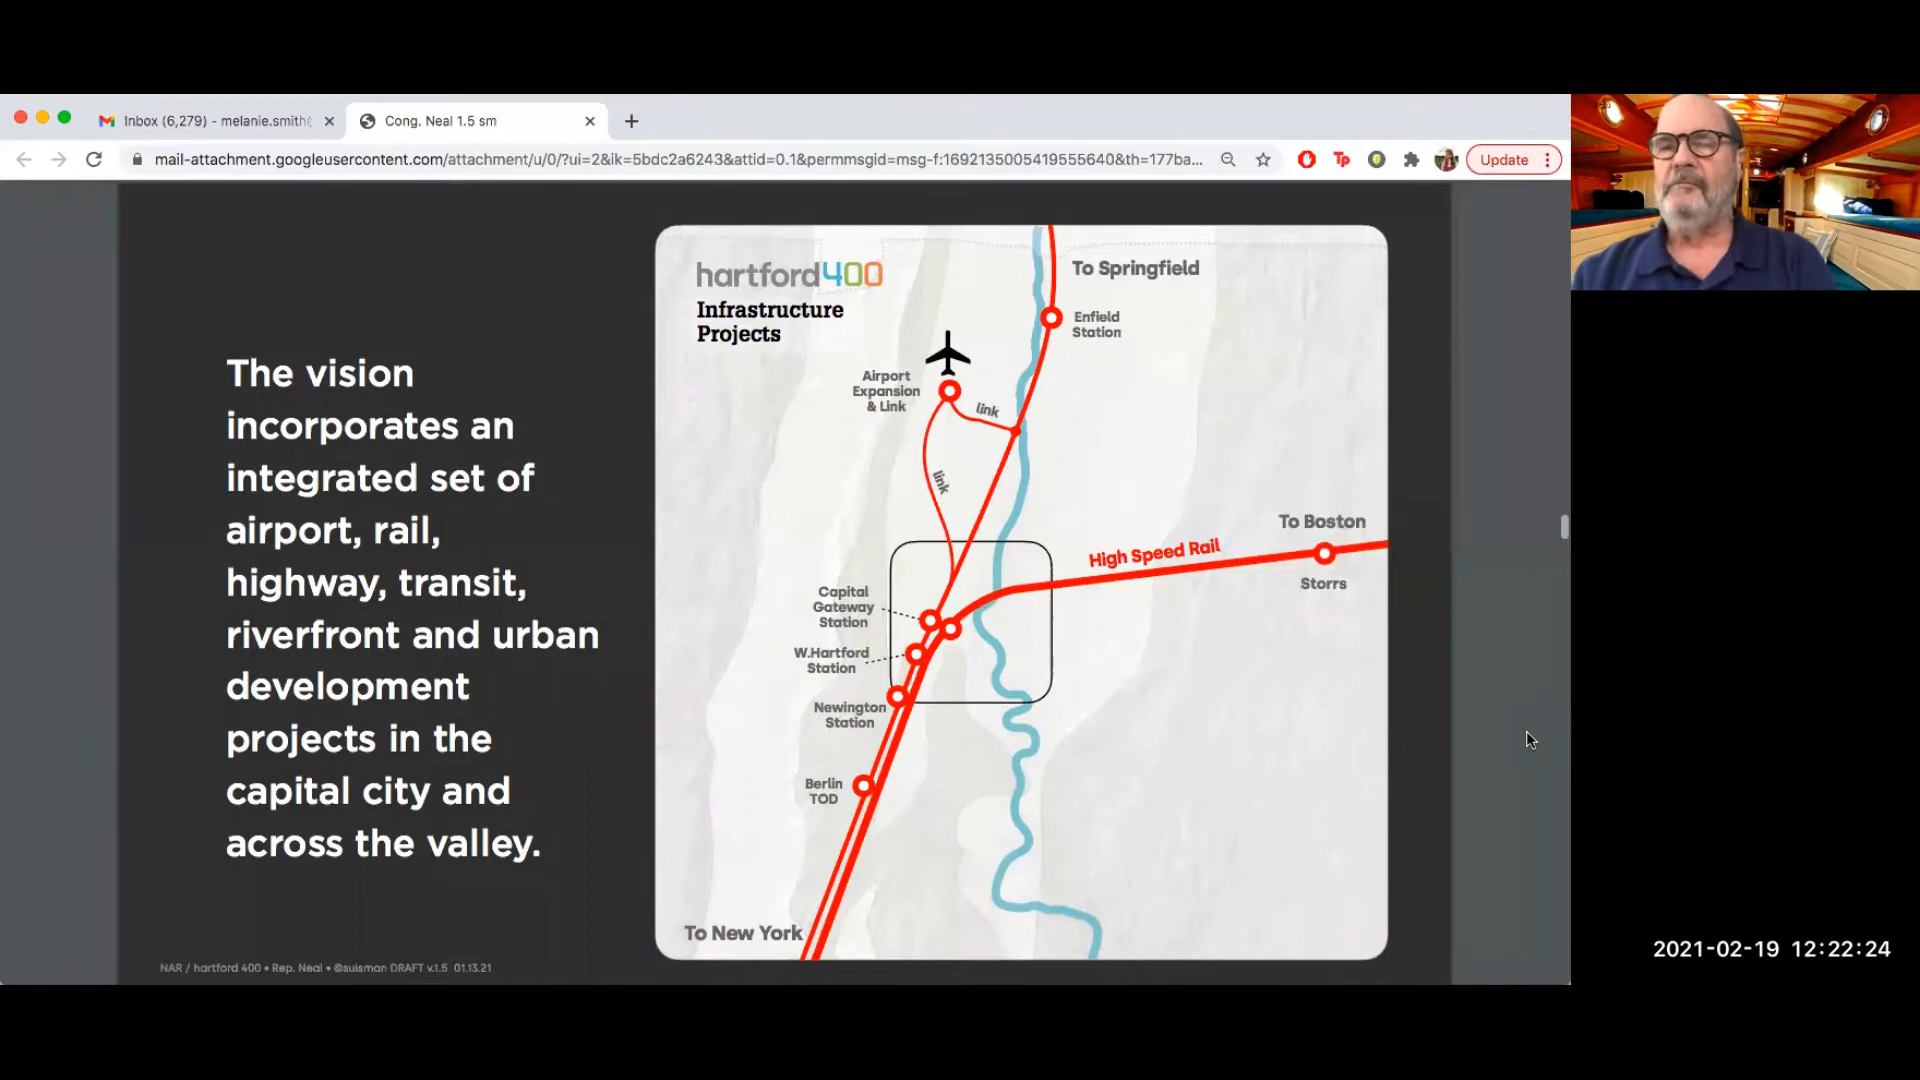 Inbox (6,279) - melanie.smith@
Cong. Neal 1.5 sm
mail-attachment.googleusercontent.com/attachment/u/0/?ui=2&ik=5bdc2a6243&attid=0.1&permmsgid=msg-f:1692135005419555640&th=177ba...
Tp
Update
The vision
incorporates an
integrated set of
airport, rail,
highway, transit,
riverfront and urban
development
projects in the
capital city and
across the valley.
NAR / hartford 400 • Rep. Neal • ©suisman DRAFT v.1.5 01.13.21
hartford400
Infrastructure
Projects
To Springfield
Enfield
Station
Airport
Expansion
& Link
link
link
To Boston
High Speed Rail
Storrs
Capital
Gateway
Station
W.Hartford
Station
Newington
Station
Berlin
TOD
To New York
2021-02-19 12:22:24